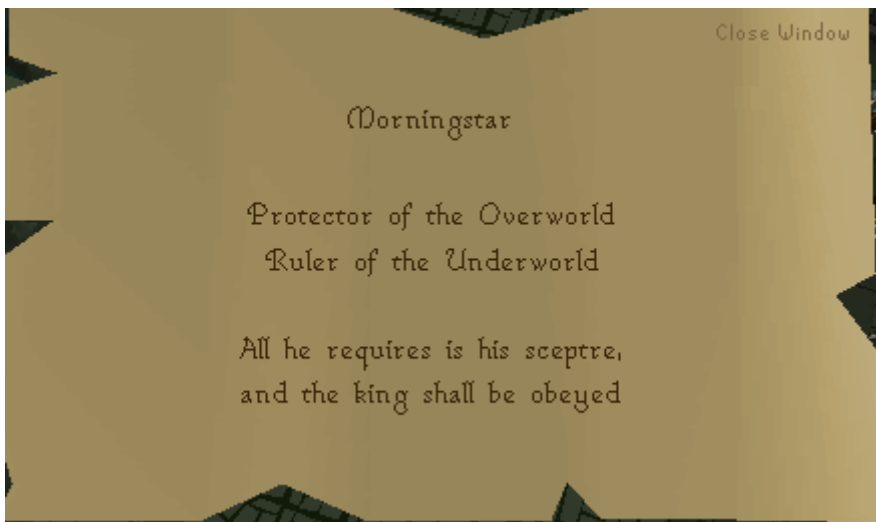 Close Window
Morningstar
Protector of the Overworld
Ruler of the Underworld
All he requires is his sceptre,
and the king shall be obeyed